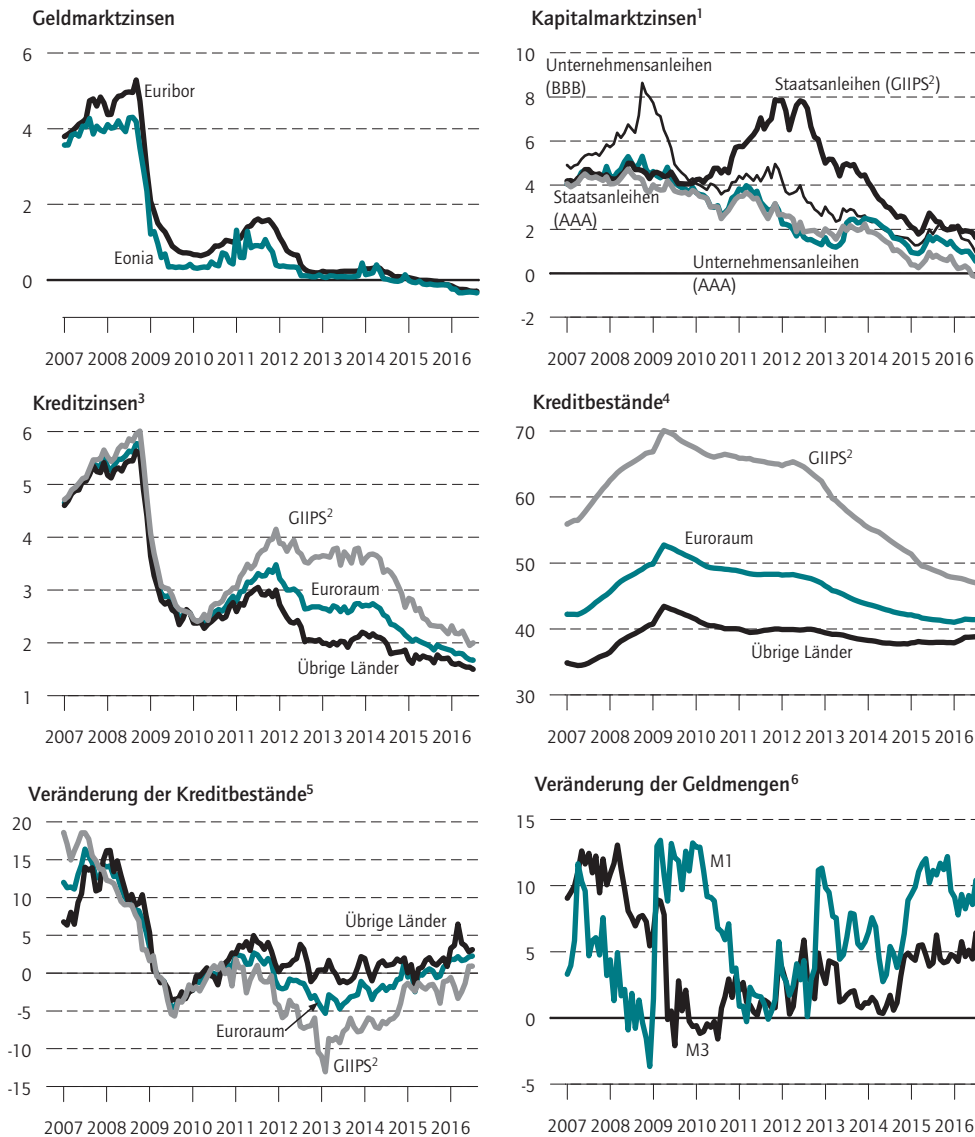 Geldmarktzinsen
6
4
2
0
Euribor
Eonia
2007 2008 2009 2010 2011 2012 2013 2014 2015 2016
Kapitalmarktzinsen¹
10
8
6
4
2
0
-2
Unternehmensanleihen
(BBB)
Staatsanleihen (GIIPS²)
Staatsanleihen
(AAA)
Unternehmensanleihen
(AAA)
2007 2008 2009 2010 2011 2012 2013 2014 2015 2016
Kreditzinsen³
6
5
4
3
2
1
GIIPS²
Euroraum
Übrige Länder
2007 2008 2009 2010 2011 2012 2013 2014 2015 2016
Kreditbestände⁴
70
60
50
40
30
GIIPS²
Euroraum
Übrige Länder
2007 2008 2009 2010 2011 2012 2013 2014 2015 2016
Veränderung der Kreditbestände⁵
20
15
10
5
0
-5
-10
-15
Übrige Länder
Euroraum
GIIPS²
2007 2008 2009 2010 2011 2012 2013 2014 2015 2016
Veränderung der Geldmengen⁶
15
10
5
0
-5
M1
M3
2007 2008 2009 2010 2011 2012 2013 2014 2015 2016